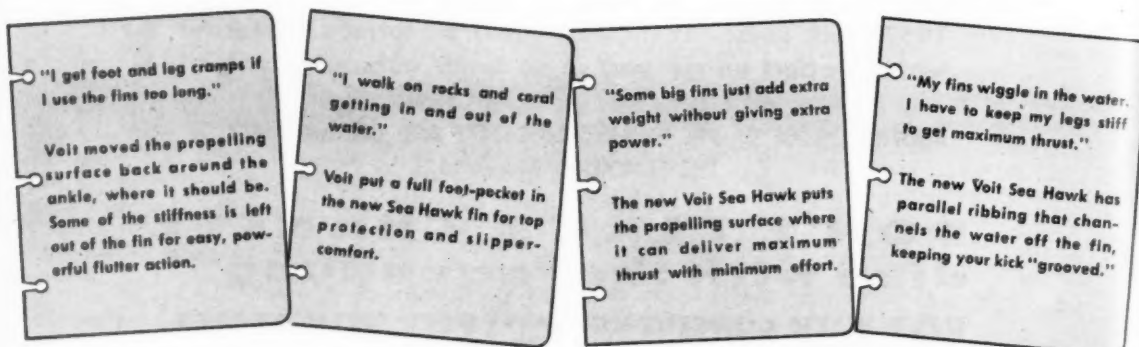 "I get foot and leg cramps if
I use the fins too long."
Voit moved the propelling
surface back around the
ankle, where it should be.
Some of the stiffness is left
out of the fin for easy, pow-
erful flutter action.
"I walk on rocks and coral
getting in and out of the
water."
Voit put a full foot-pocket in
the new Sea Hawk fin for top
protection and slipper-
comfort.
"Some big fins just add extra
weight without giving extra
power."
The new Voit Sea Hawk puts
the propelling surface where
it can deliver maximum
thrust with minimum effort.
"My fins wiggle in the water.
I have to keep my legs stiff
to get maximum thrust."
The new Voit Sea Hawk has
parallel ribbing that chan-
nels the water off the fin,
keeping your kick "grooved."